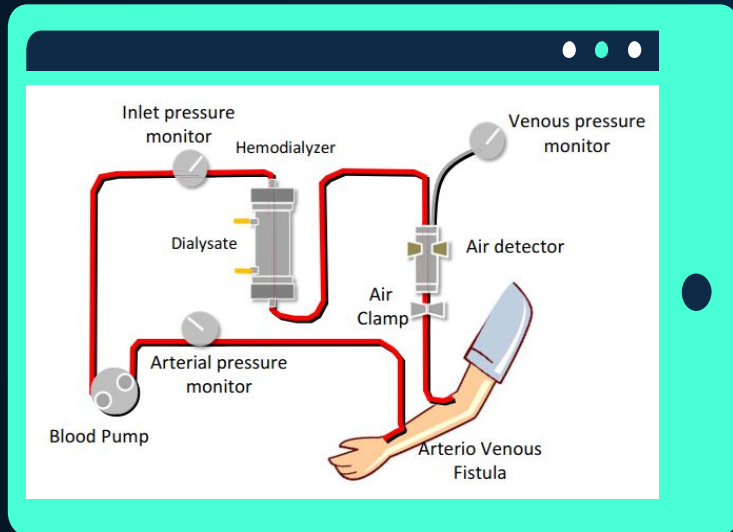 Inlet pressure
monitor
Hemodialyzer
Venous pressure
monitor
Dialysate
Air detector
Air
Clamp
Arterial pressure
monitor
Blood Pump
Arterio Venous
Fistula